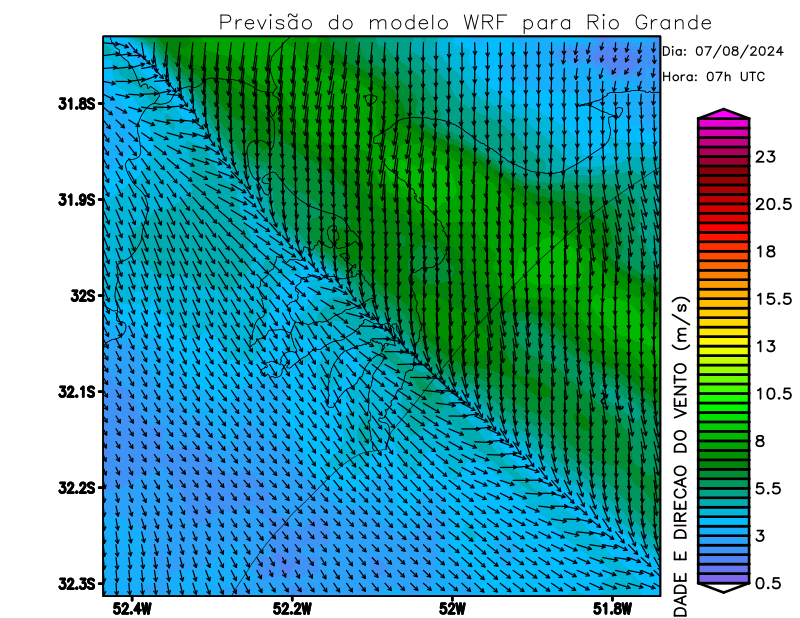 Previsão do modelo WRF para Rio Grande
Dia: 07/08/2024
Hora: 07h UTC
31.8S
31.9S
32S
32.1S
32.2S
32.3S
52.4W
52.2W
52W
51.8W
23
20.5
18
15.5
13
10.5
8
5.5
3
0.5
DADE E DIRECAO DO VENTO (m/s)